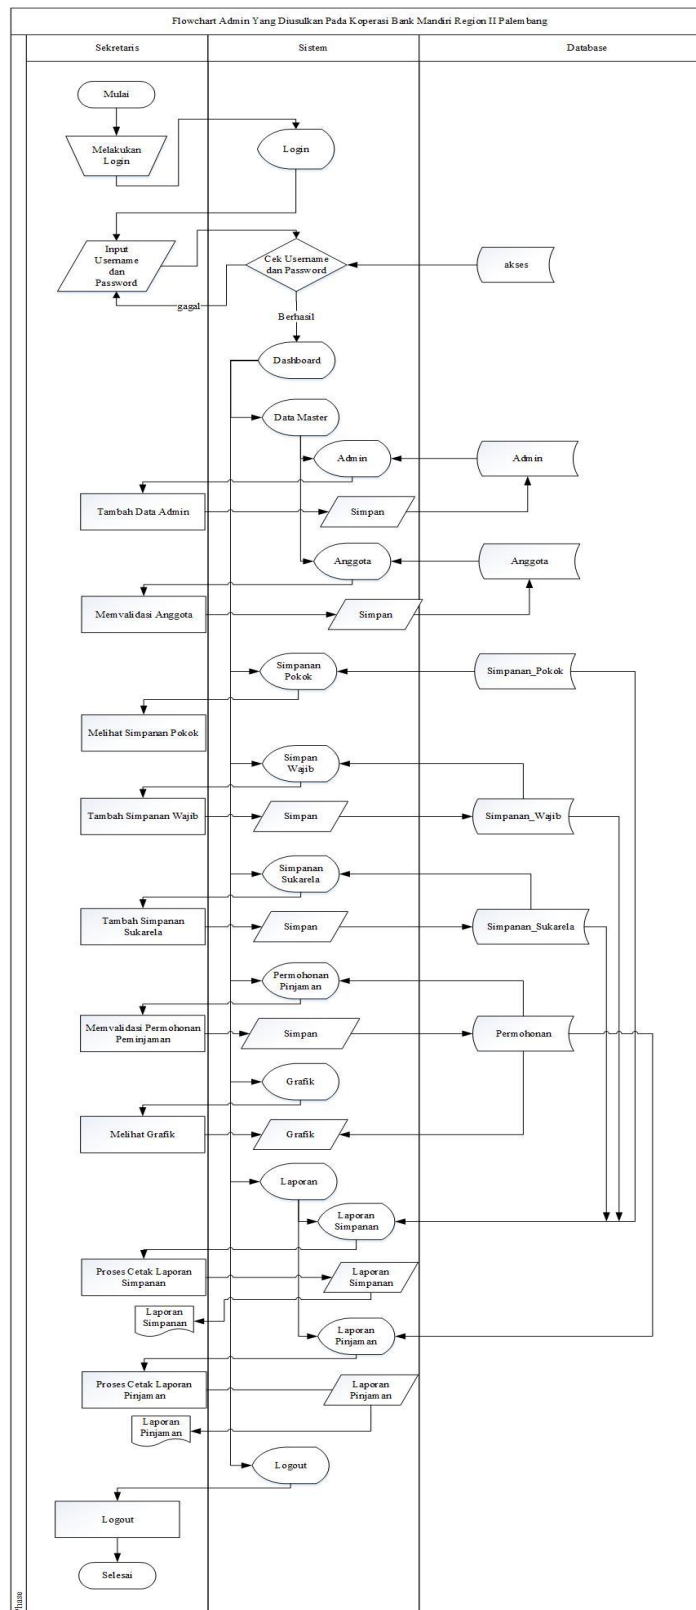 Flowchart Admin Yang Diusulkan Pada Koperasi Bank Mandiri Region II Palembang
Sekretaris
Sistem
Database
Mulai
Melakukan
Login
Login
Input
Username
dan
Password
Cek Username
dan Password
akses
gagal
Berhasil
Dashboard
Data Master
Admin
Admin
Tambah Data Admin
Simpan
Anggota
Anggota
Memvalidasi Anggota
Simpan
Simpanan
Pokok
Simpanan_Pokok
Melihat Simpanan Pokok
Simpan
Wajib
Tambah Simpanan Wajib
Simpan
Simpanan_Wajib
Simpanan
Sukarela
Tambah Simpanan
Sukarela
Simpan
Simpanan_Sukarela
Permohonan
Pinjaman
Memvalidasi Permohonan
Peminjaman
Simpan
Permohonan
Grafik
Melihat Grafik
Grafik
Laporan
Laporan
Simpanan
Proses Cetak Laporan
Simpanan
Laporan
Simpanan
Laporan
Simpanan
Laporan
Pinjaman
Proses Cetak Laporan
Pinjaman
Laporan
Pinjaman
Laporan
Pinjaman
Logout
Logout
Selesai
Phase